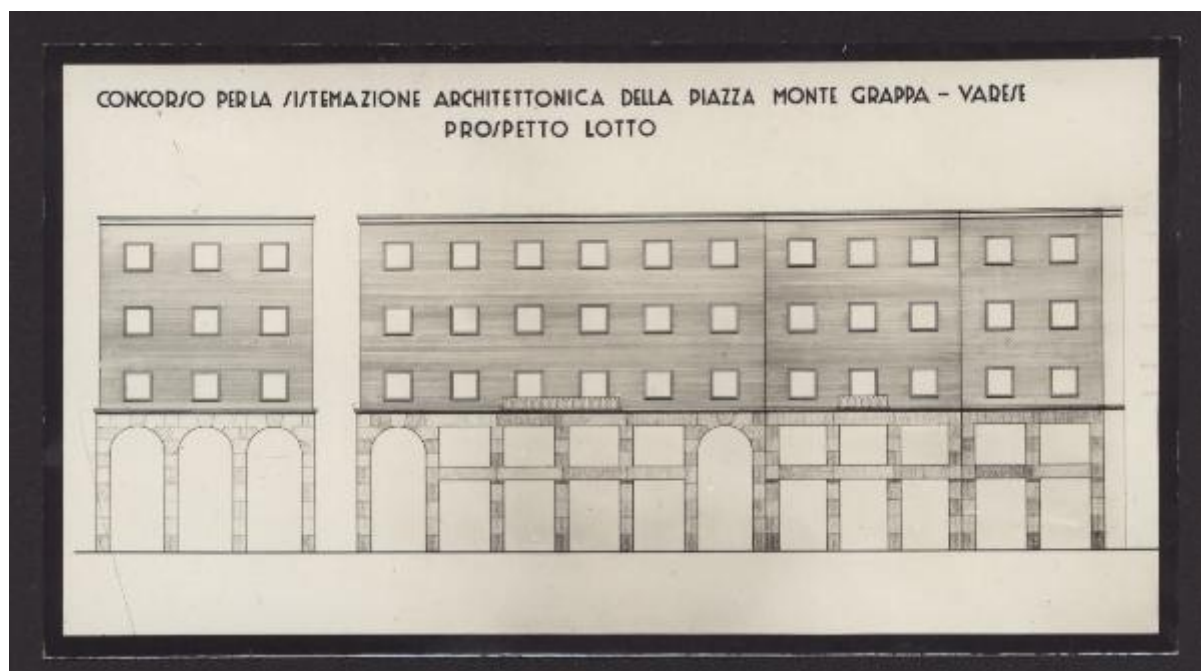 CONCORSO PER LA SISTEMAZIONE ARCHITETTONICA DELLA PIAZZA MONTE GRAPPA – VARESE
PROSPETTO LOTTO